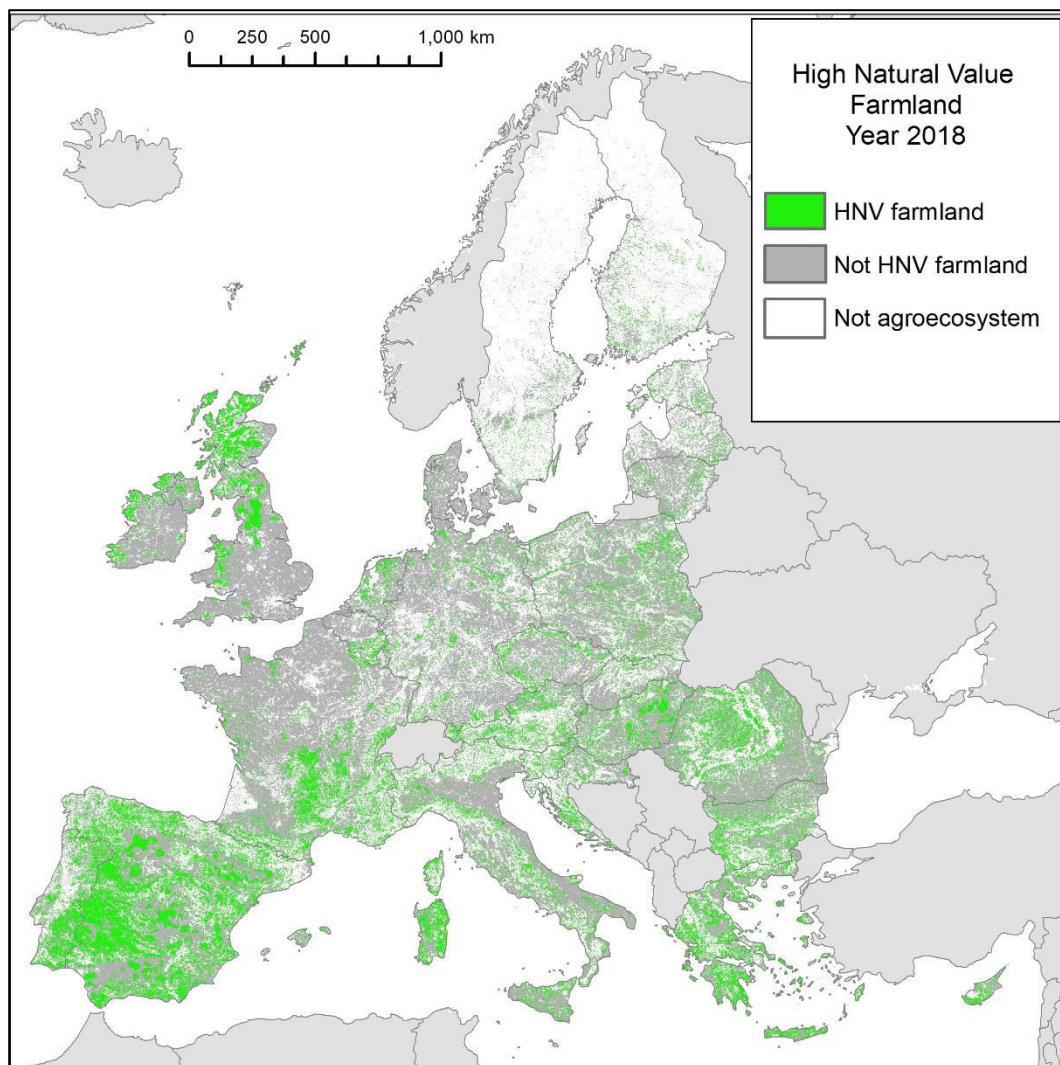 0 250 500 1,000 km
High Natural Value
Farmland
Year 2018
HNV farmland
Not HNV farmland
Not agroecosystem